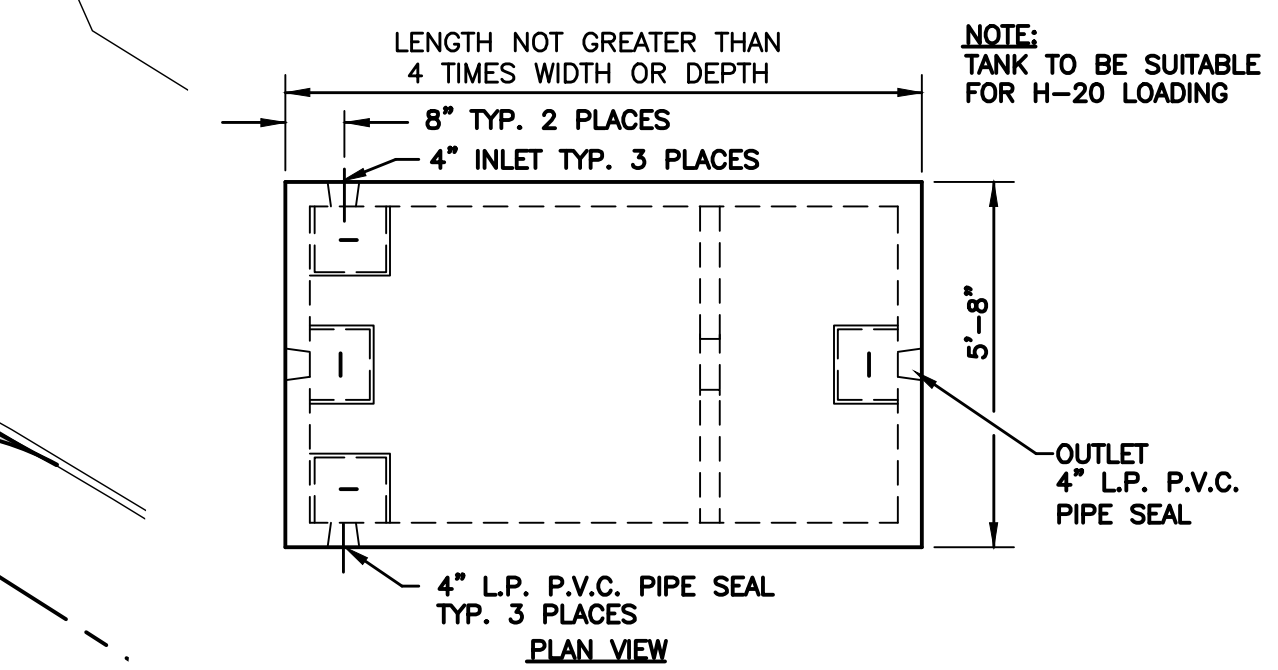 LENGTH NOT GREATER THAN
4 TIMES WIDTH OR DEPTH
NOTE:
TANK TO BE SUITABLE
FOR H-20 LOADING
8" TYP. 2 PLACES
4" INLET TYP. 3 PLACES
5'-8"
OUTLET
4" L.P. P.V.C.
PIPE SEAL
4" L.P. P.V.C. PIPE SEAL
TYP. 3 PLACES
PLAN VIEW